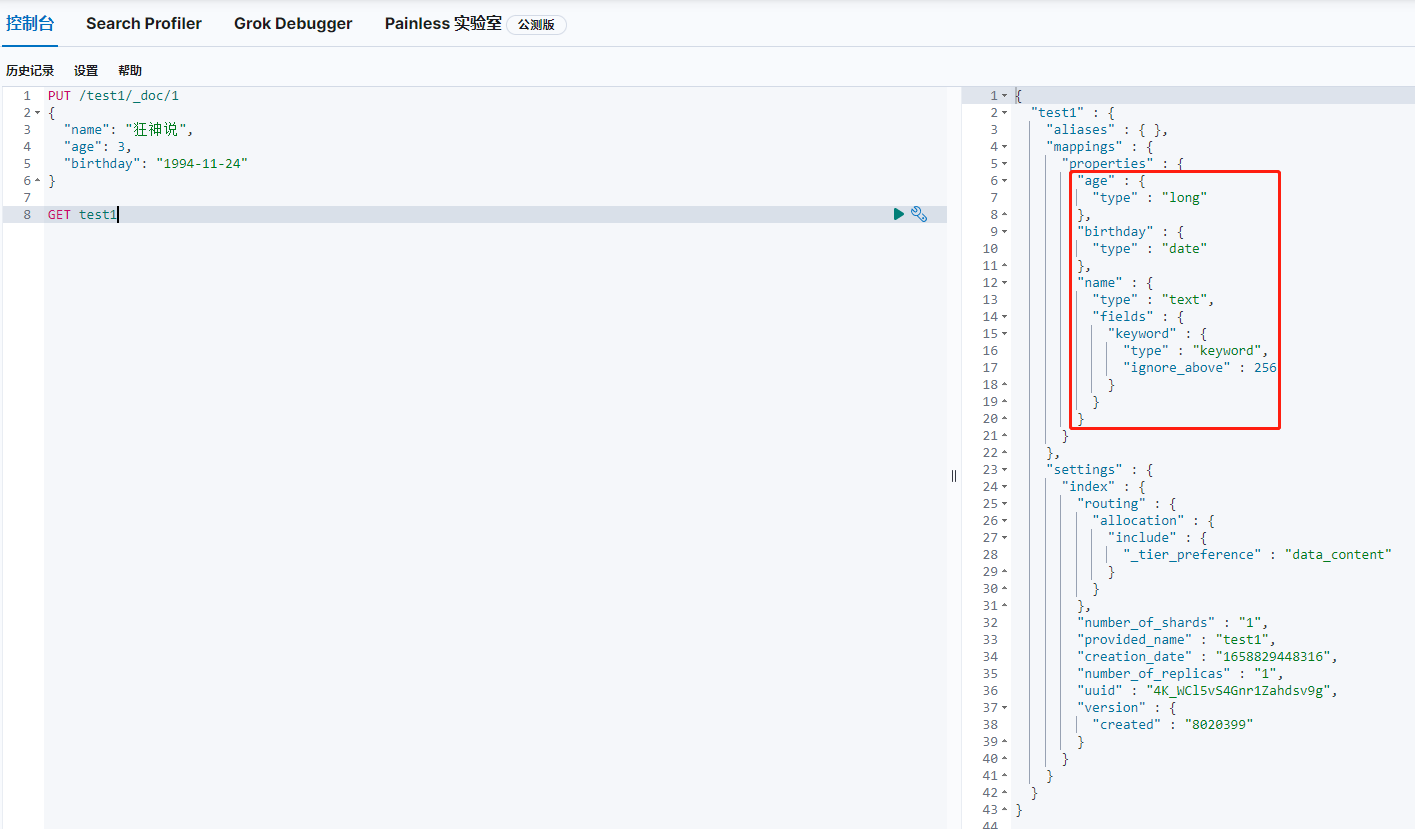 控制台 Search Profiler Grok Debugger Painless 实验室 公测版
历史记录 设置 帮助
1 PUT /test1/_doc/1
2 {
3 "name": "狂神说",
4 "age": 3,
5 "birthday": "1994-11-24"
6 }
7
8 GET test1
1 {
2 "test1" : {
3 "aliases" : { },
4 "mappings" : {
5 "properties" : {
6 "age" : {
7 "type" : "long"
8 },
9 "birthday" : {
10 "type" : "date"
11 },
12 "name" : {
13 "type" : "text",
14 "fields" : {
15 "keyword" : {
16 "type" : "keyword",
17 "ignore_above" : 256
18 }
19 }
20 }
21 }
22 },
23 "settings" : {
24 "index" : {
25 "routing" : {
26 "allocation" : {
27 "include" : {
28 "_tier_preference" : "data_content"
29 }
30 }
31 },
32 "number_of_shards" : "1",
33 "provided_name" : "test1",
34 "creation_date" : "1658829448316",
35 "number_of_replicas" : "1",
36 "uuid" : "4K_WCl5vS4Gnr1Zahdsv9g",
37 "version" : {
38 "created" : "8020399"
39 }
40 }
41 }
42 }
43 }
44